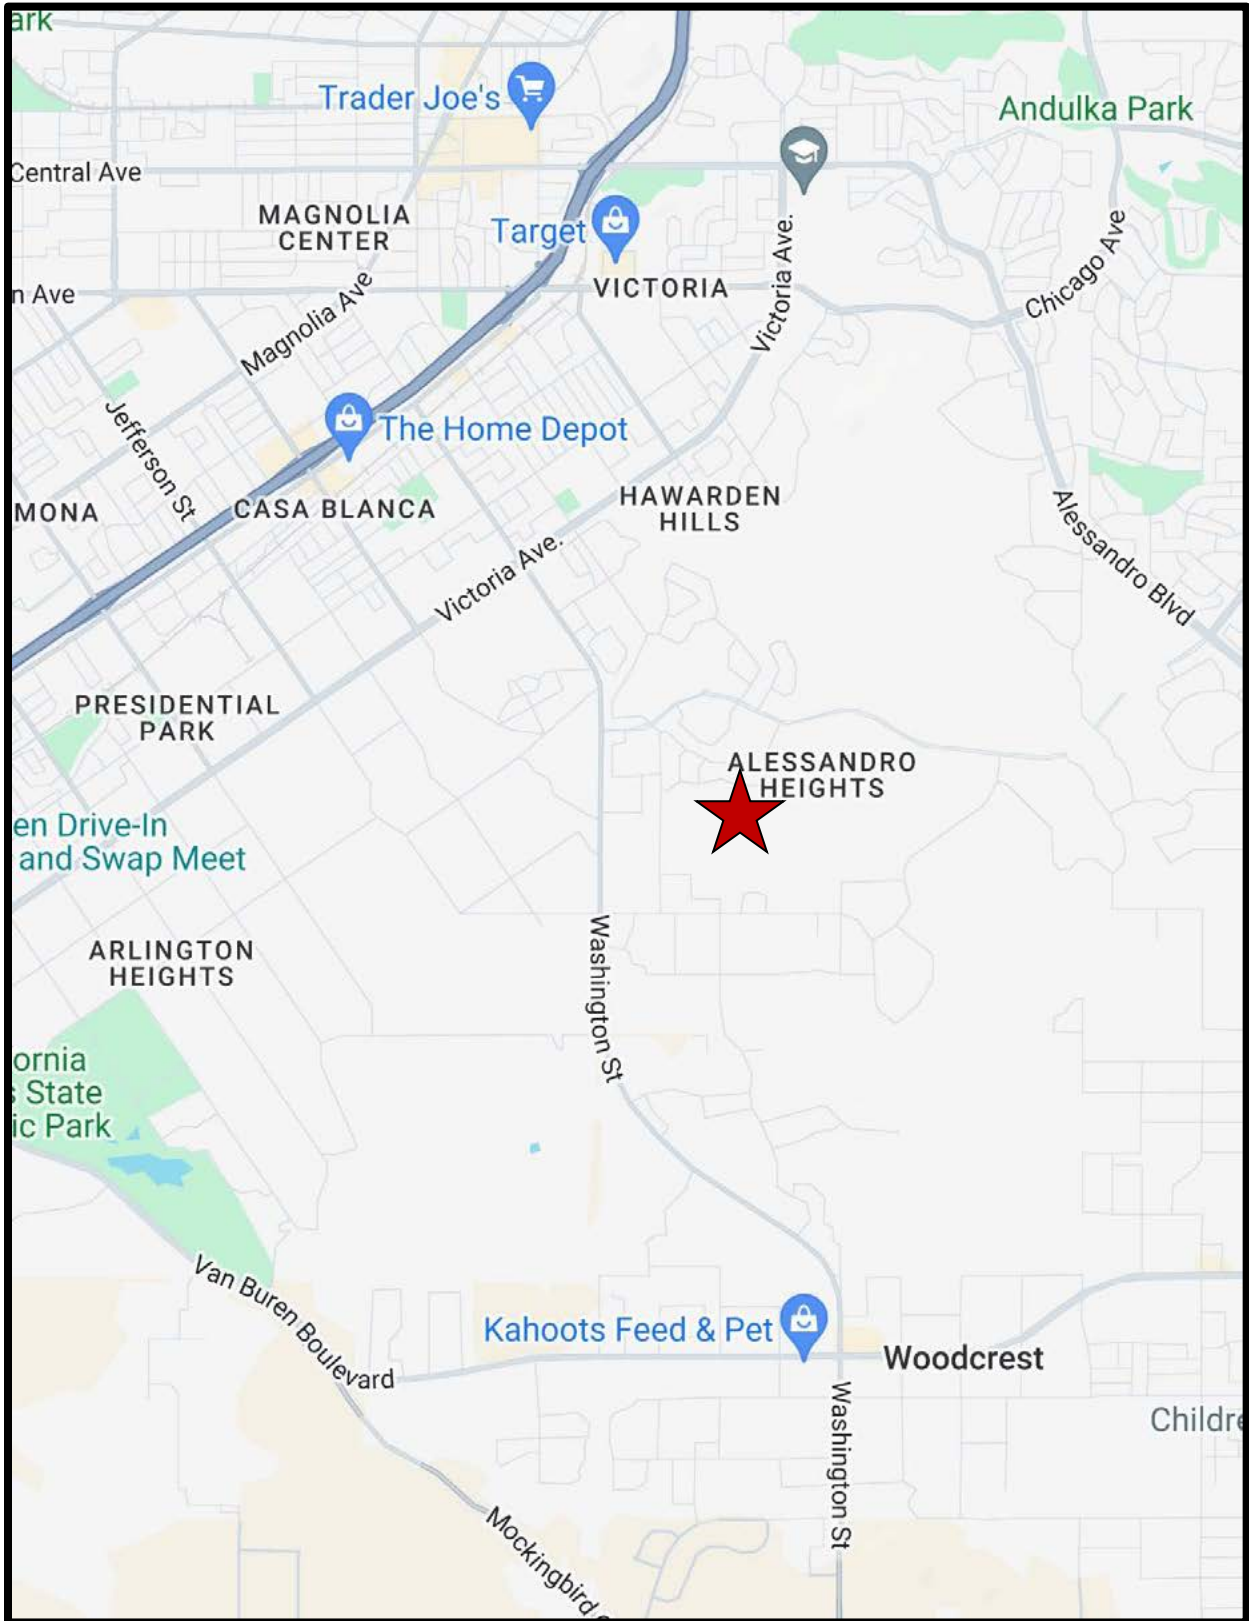 ark
Trader Joe's
Andulka Park
Central Ave
MAGNOLIA
CENTER
Target
VICTORIA
Victoria Ave.
Chicago Ave
n Ave
Magnolia Ave
Jefferson St
The Home Depot
MONA
CASA BLANCA
HAWARDEN
HILLS
Alessandro Blvd
Victoria Ave.
PRESIDENTIAL
PARK
ALESSANDRO
HEIGHTS
en Drive-In
and Swap Meet
ARLINGTON
HEIGHTS
Washington St
ornia
s State
ic Park
Van Buren Boulevard
Kahoots Feed & Pet
Woodcrest
Childre
Washington St
Mockingbird